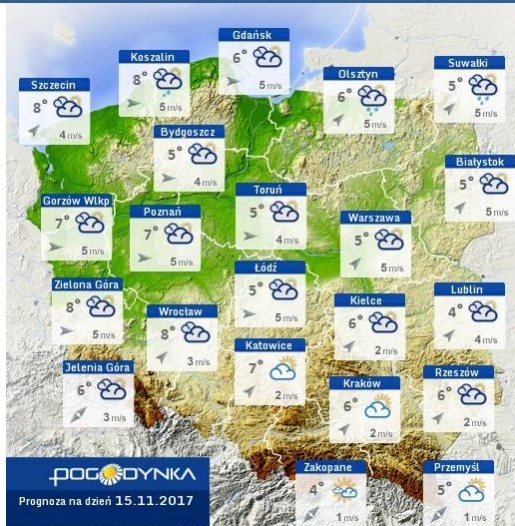 Gdańsk
6°
5 m/s
Koszalin
8°
5 m/s
Suwałki
5°
5 m/s
Olsztyn
6°
5 m/s
Szczecin
8°
4 m/s
Bydgoszcz
5°
4 m/s
Białystok
5°
5 m/s
Toruń
5°
4 m/s
Gorzów Wlkp
7°
5 m/s
Poznań
7°
5 m/s
Warszawa
5°
5 m/s
Łódź
5°
5 m/s
Zielona Góra
8°
5 m/s
Lublin
4°
4 m/s
Kielce
6°
2 m/s
Wrocław
8°
3 m/s
Katowice
7°
2 m/s
Jelenia Góra
6°
3 m/s
Rzeszów
6°
2 m/s
Kraków
6°
2 m/s
Zakopane
4°
1 m/s
Przemyśl
5°
1 m/s
POGODYNKA
Prognoza na dzień 15.11.2017